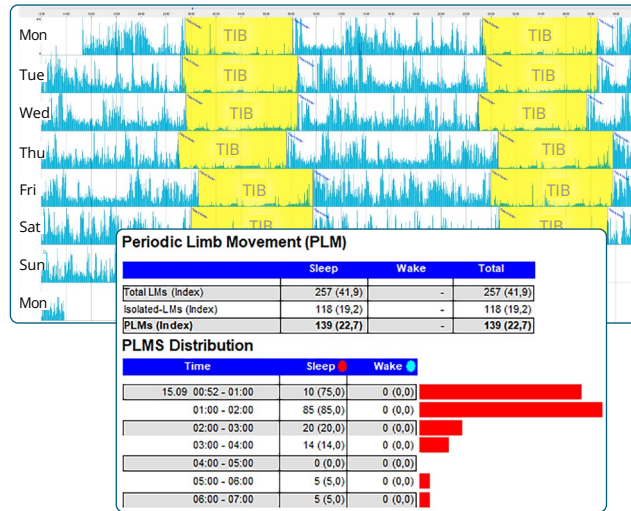 Mon TIB TIB
Tue TIB TIB
Wed TIB TIB
Thu TIB TIB
Fri TIB TIB
Sat TIB TIB
Sun
Mon
Periodic Limb Movement (PLM)
Sleep Wake Total
Total LMs (Index) 257 (41,9) - 257 (41,9)
Isolated-LMs (Index) 118 (19,2) - 118 (19,2)
PLMs (Index) 139 (22,7) - 139 (22,7)
PLMS Distribution
Time Sleep Wake
15.09 00:52 - 01:00 10 (75,0) 0 (0,0)
01:00 - 02:00 85 (85,0) 0 (0,0)
02:00 - 03:00 20 (20,0) 0 (0,0)
03:00 - 04:00 14 (14,0) 0 (0,0)
04:00 - 05:00 0 (0,0) 0 (0,0)
05:00 - 06:00 5 (5,0) 0 (0,0)
06:00 - 07:00 5 (5,0) 0 (0,0)